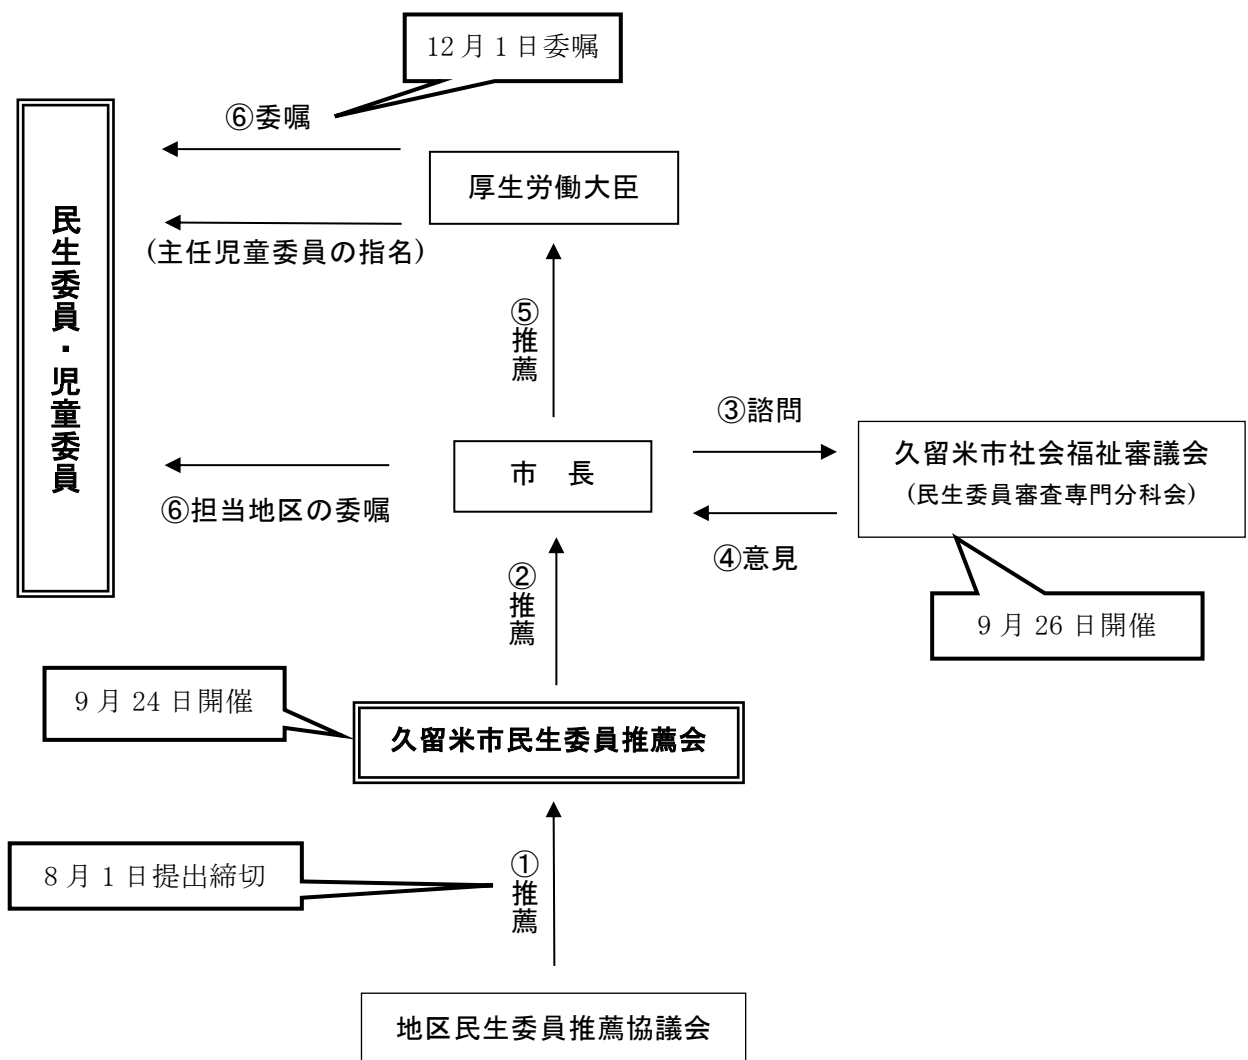 12月1日委嘱
⑥委嘱
厚生労働大臣
(主任児童委員の指名)
民生委員・児童委員
⑤推薦
③諮問
市　長
久留米市社会福祉審議会
(民生委員審査専門分科会)
⑥担当地区の委嘱
④意見
②推薦
9月26日開催
9月24日開催
久留米市民生委員推薦会
8月1日提出締切
①推薦
地区民生委員推薦協議会